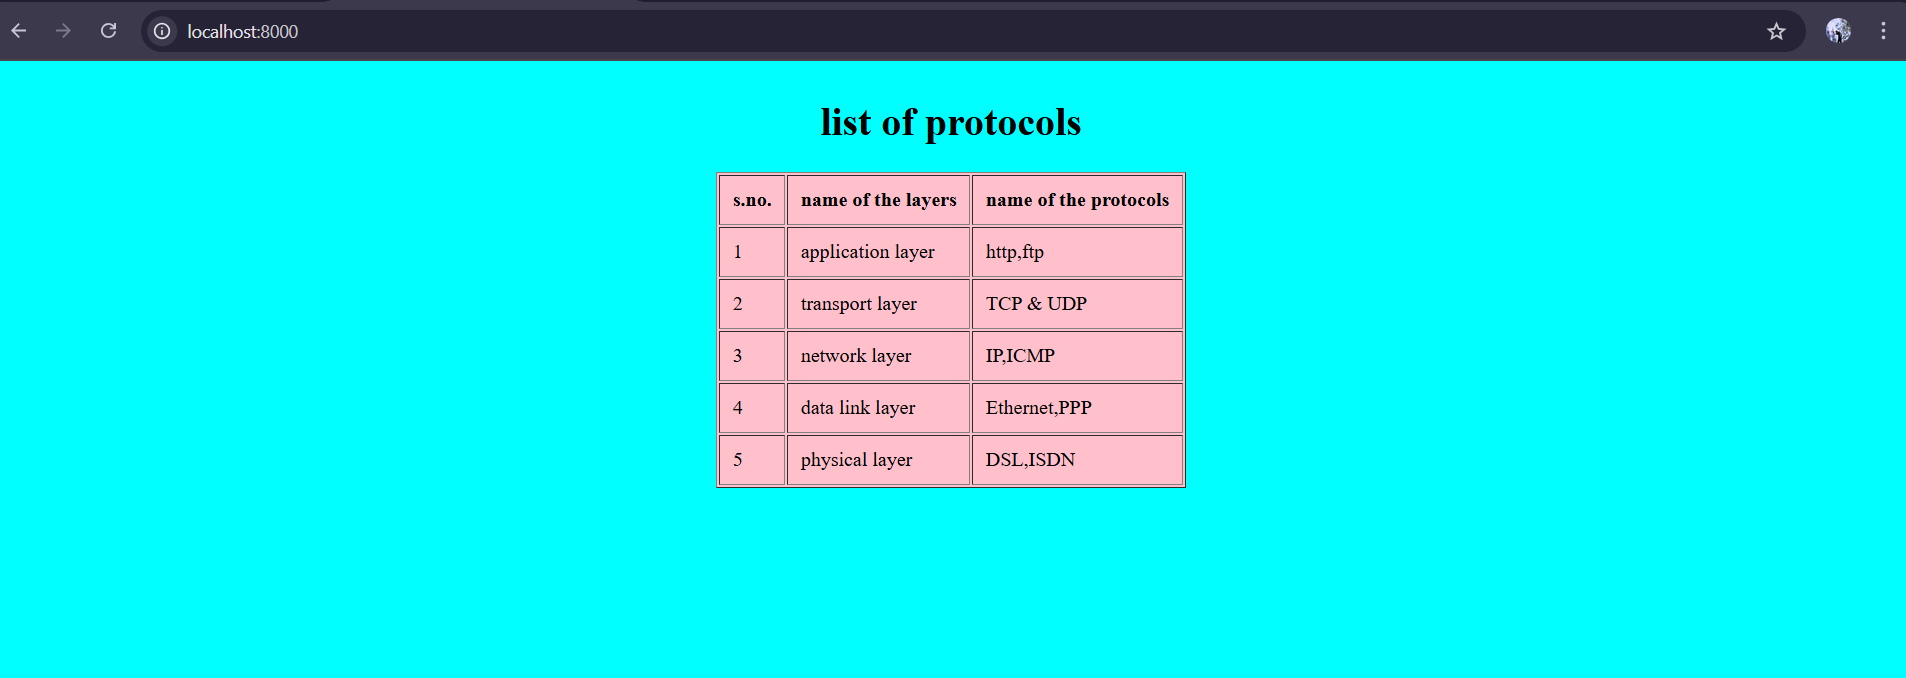 localhost:8000
list of protocols
s.no. name of the layers name of the protocols
1 application layer http,ftp
2 transport layer TCP & UDP
3 network layer IP,ICMP
4 data link layer Ethernet,PPP
5 physical layer DSL,ISDN